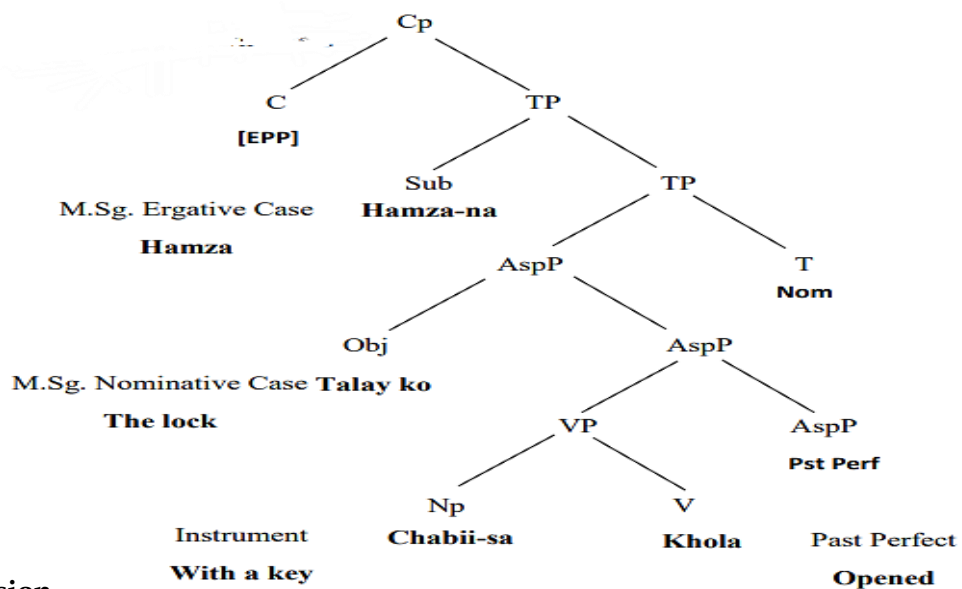 Cp
C
TP
[EPP]
Sub
TP
M.Sg. Ergative Case
Hamza-na
Hamza
AspP
T
Nom
Obj
AspP
M.Sg. Nominative Case Talay ko
The lock
VP
AspP
Pst Perf
Np
V
Instrument
Chabii-sa
Khola
Past Perfect
With a key
Opened